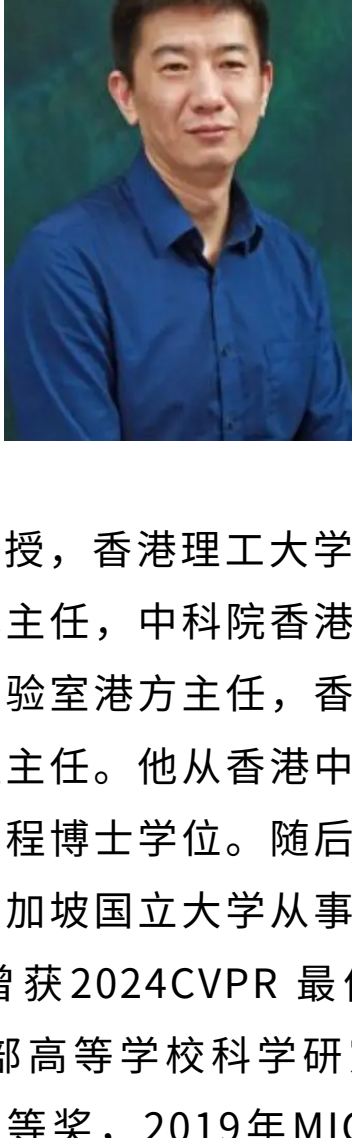 授，香港理工大学
主任，中科院香港
验室港方主任，香
主任。他从香港中
程博士学位。随后
加坡国立大学从事
曾获2024CVPR 最
部高等学校科学研
等奖，2019年MIC